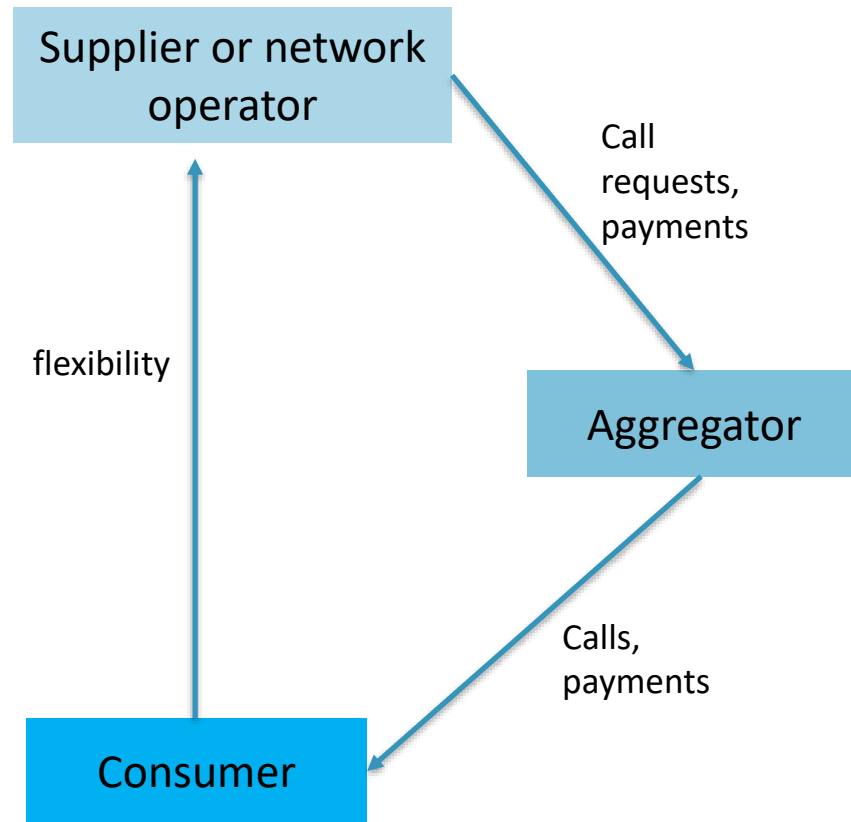 Supplier or network
operator
Call
requests,
payments
flexibility
Aggregator
Calls,
payments
Consumer